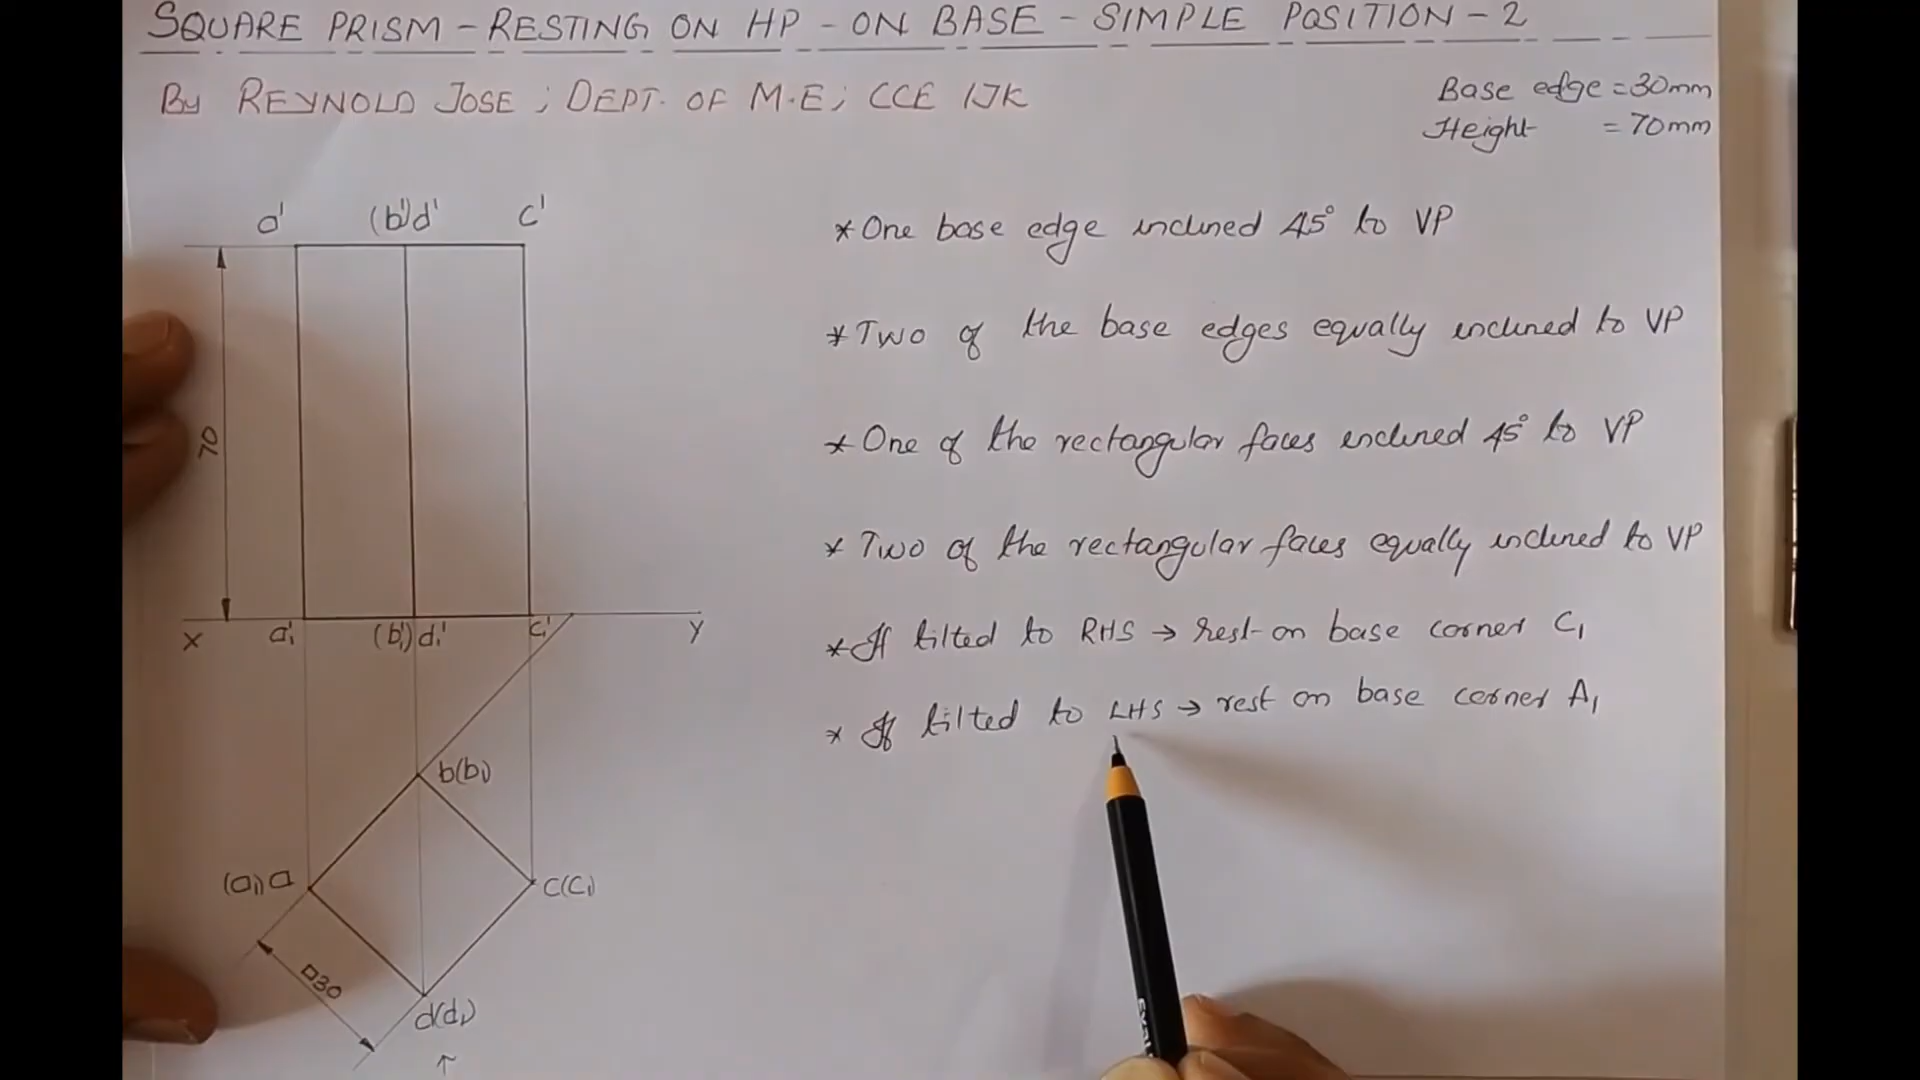 SQUARE PRISM - RESTING ON HP - ON BASE - SIMPLE POSITION - 2
By REYNOLD JOSE ; DEPT. OF M.E ; CCE IJK
Base edge = 30mm
Height = 70mm
a' (b')d' c'
* One base edge inclined 45° to VP
* Two of the base edges equally inclined to VP
* One of the rectangular faces inclined 45° to VP
70
* Two of the rectangular faces equally inclined to VP
X a₁' (b₁')d₁' c₁' Y
* If tilted to RHS → rest on base corner C₁
* If tilted to LHS → rest on base corner A₁
b(b₁)
(a₁)a c(c₁)
□30
d(d₁)